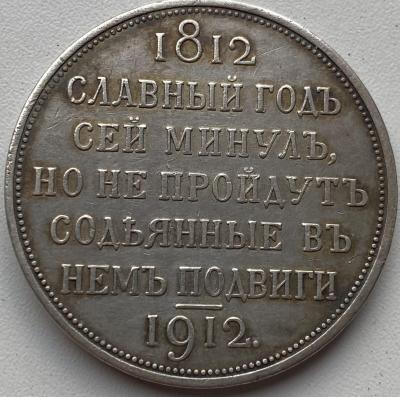 1812
СЛАВНЫЙ ГОДЪ
СЕЙ МИНУЛЪ,
НО НЕ ПРОЙДУТЪ
СОДѢЯННЫЕ ВЪ
НЕМЪ ПОДВИГИ
1912.